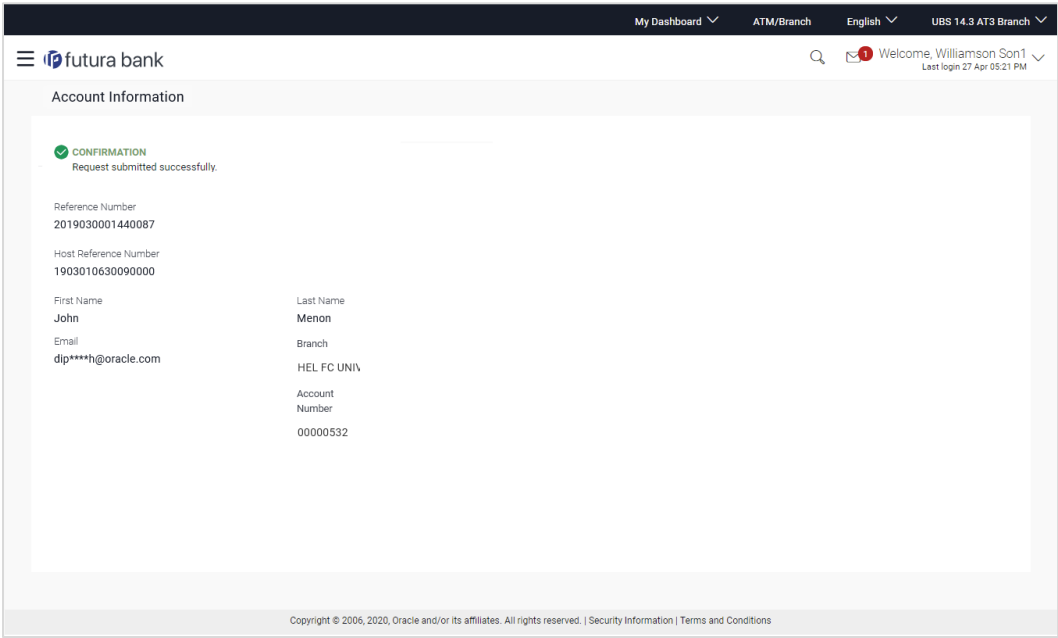 My Dashboard ATM/Branch English UBS 14.3 AT3 Branch
futura bank
1 Welcome, Williamson Son1
Last login 27 Apr 05:21 PM
Account Information
CONFIRMATION
Request submitted successfully.
Reference Number
2019030001440087
Host Reference Number
1903010630090000
First Name Last Name
John Menon
Email Branch
dip****h@oracle.com HEL FC UNIV
Account
Number
00000532
Copyright © 2006, 2020, Oracle and/or its affiliates. All rights reserved. | Security Information | Terms and Conditions